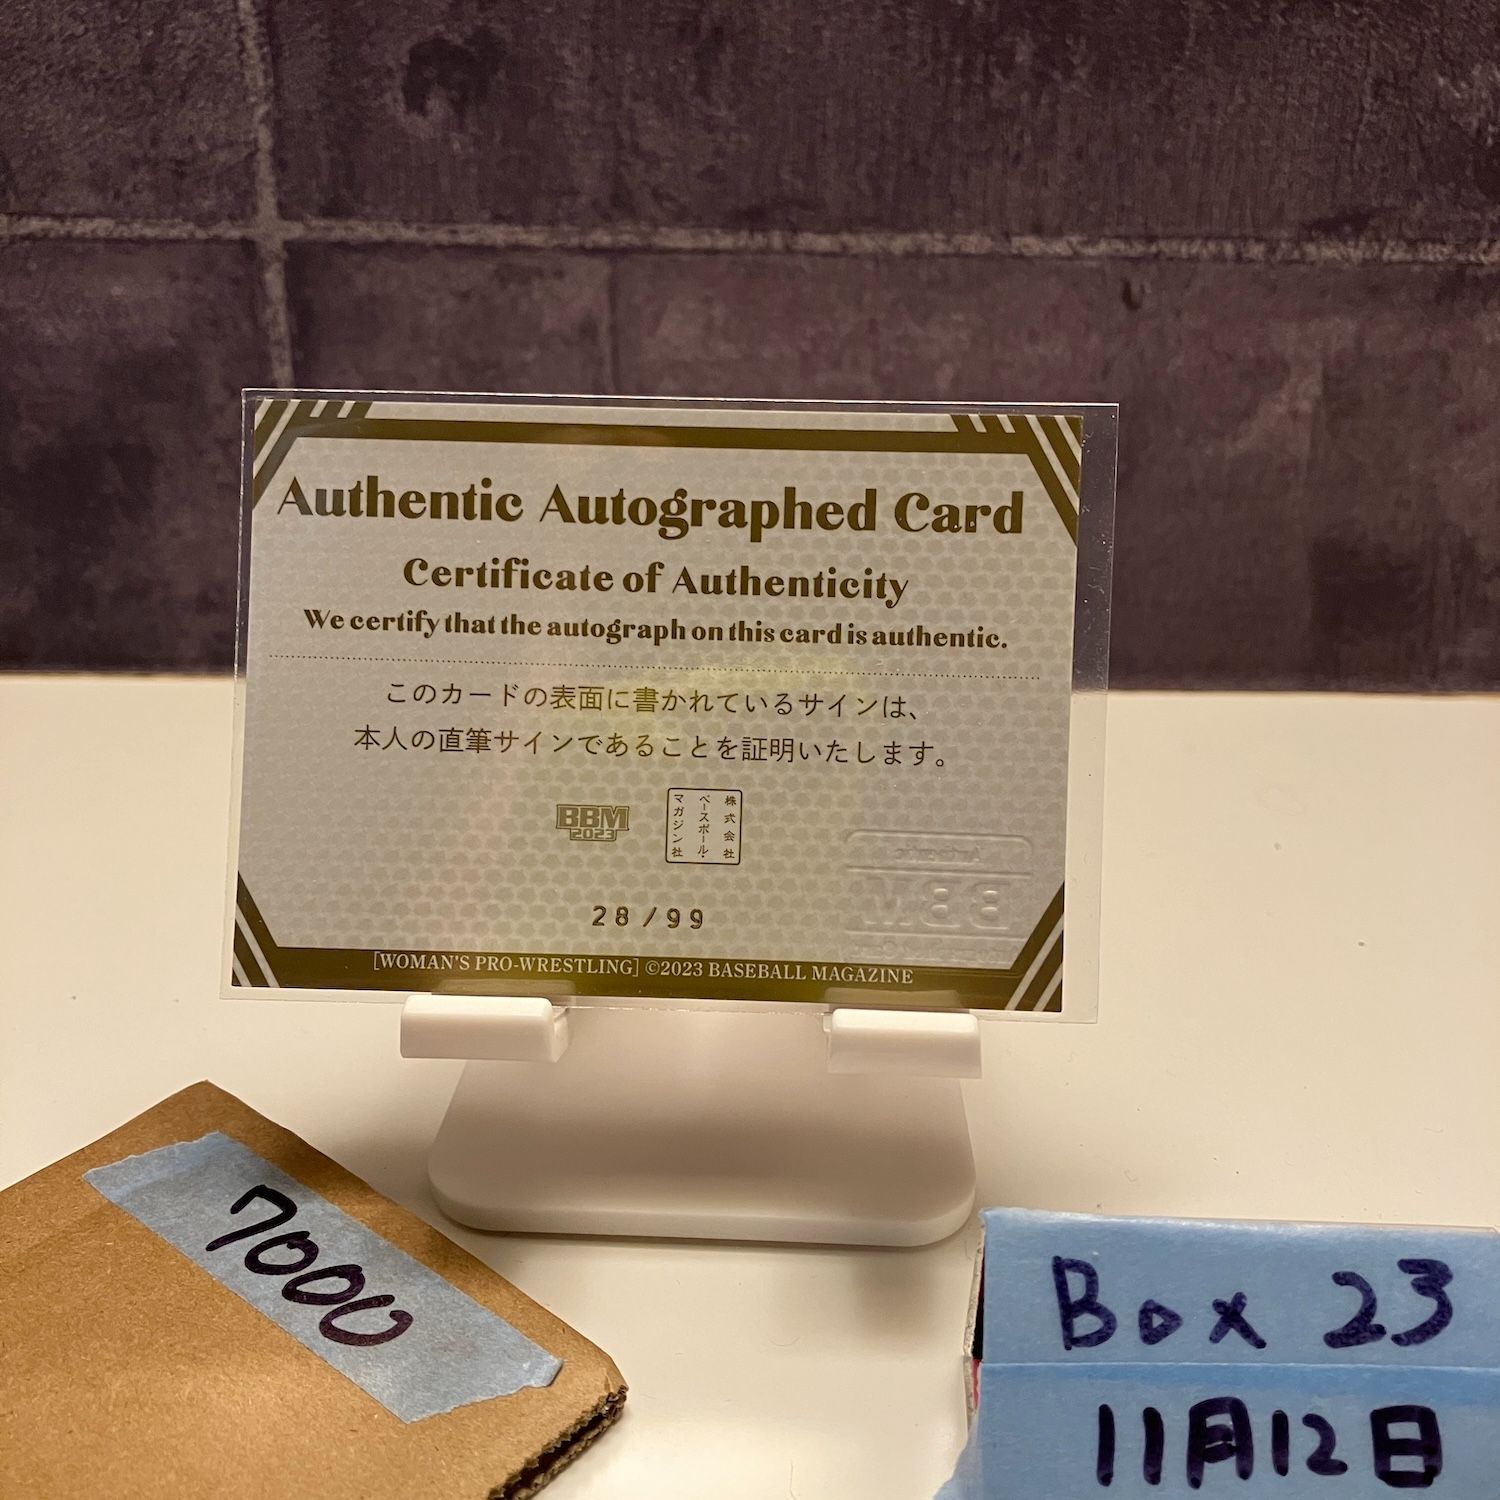 Authentic Autographed Card
Certificate of Authenticity
We certify that the autograph on this card is authentic.
このカードの表面に書かれているサインは、
本人の直筆サインであることを証明いたします。
BBM
2023
株式会社
ベースボール・
マガジン社
BBM
28/99
[WOMAN'S PRO-WRESTLING] ©2023 BASEBALL MAGAZINE
7000
Box 23
11月12日